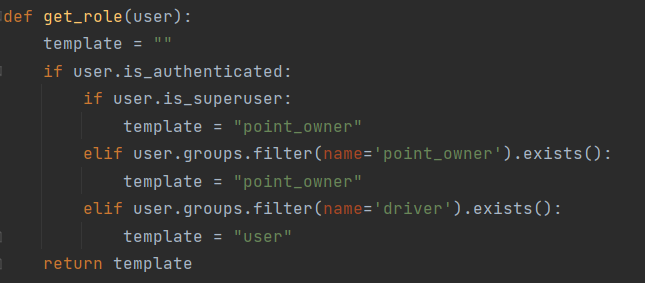 def get_role(user):
    template = ""
    if user.is_authenticated:
        if user.is_superuser:
            template = "point_owner"
        elif user.groups.filter(name='point_owner').exists():
            template = "point_owner"
        elif user.groups.filter(name='driver').exists():
            template = "user"
    return template